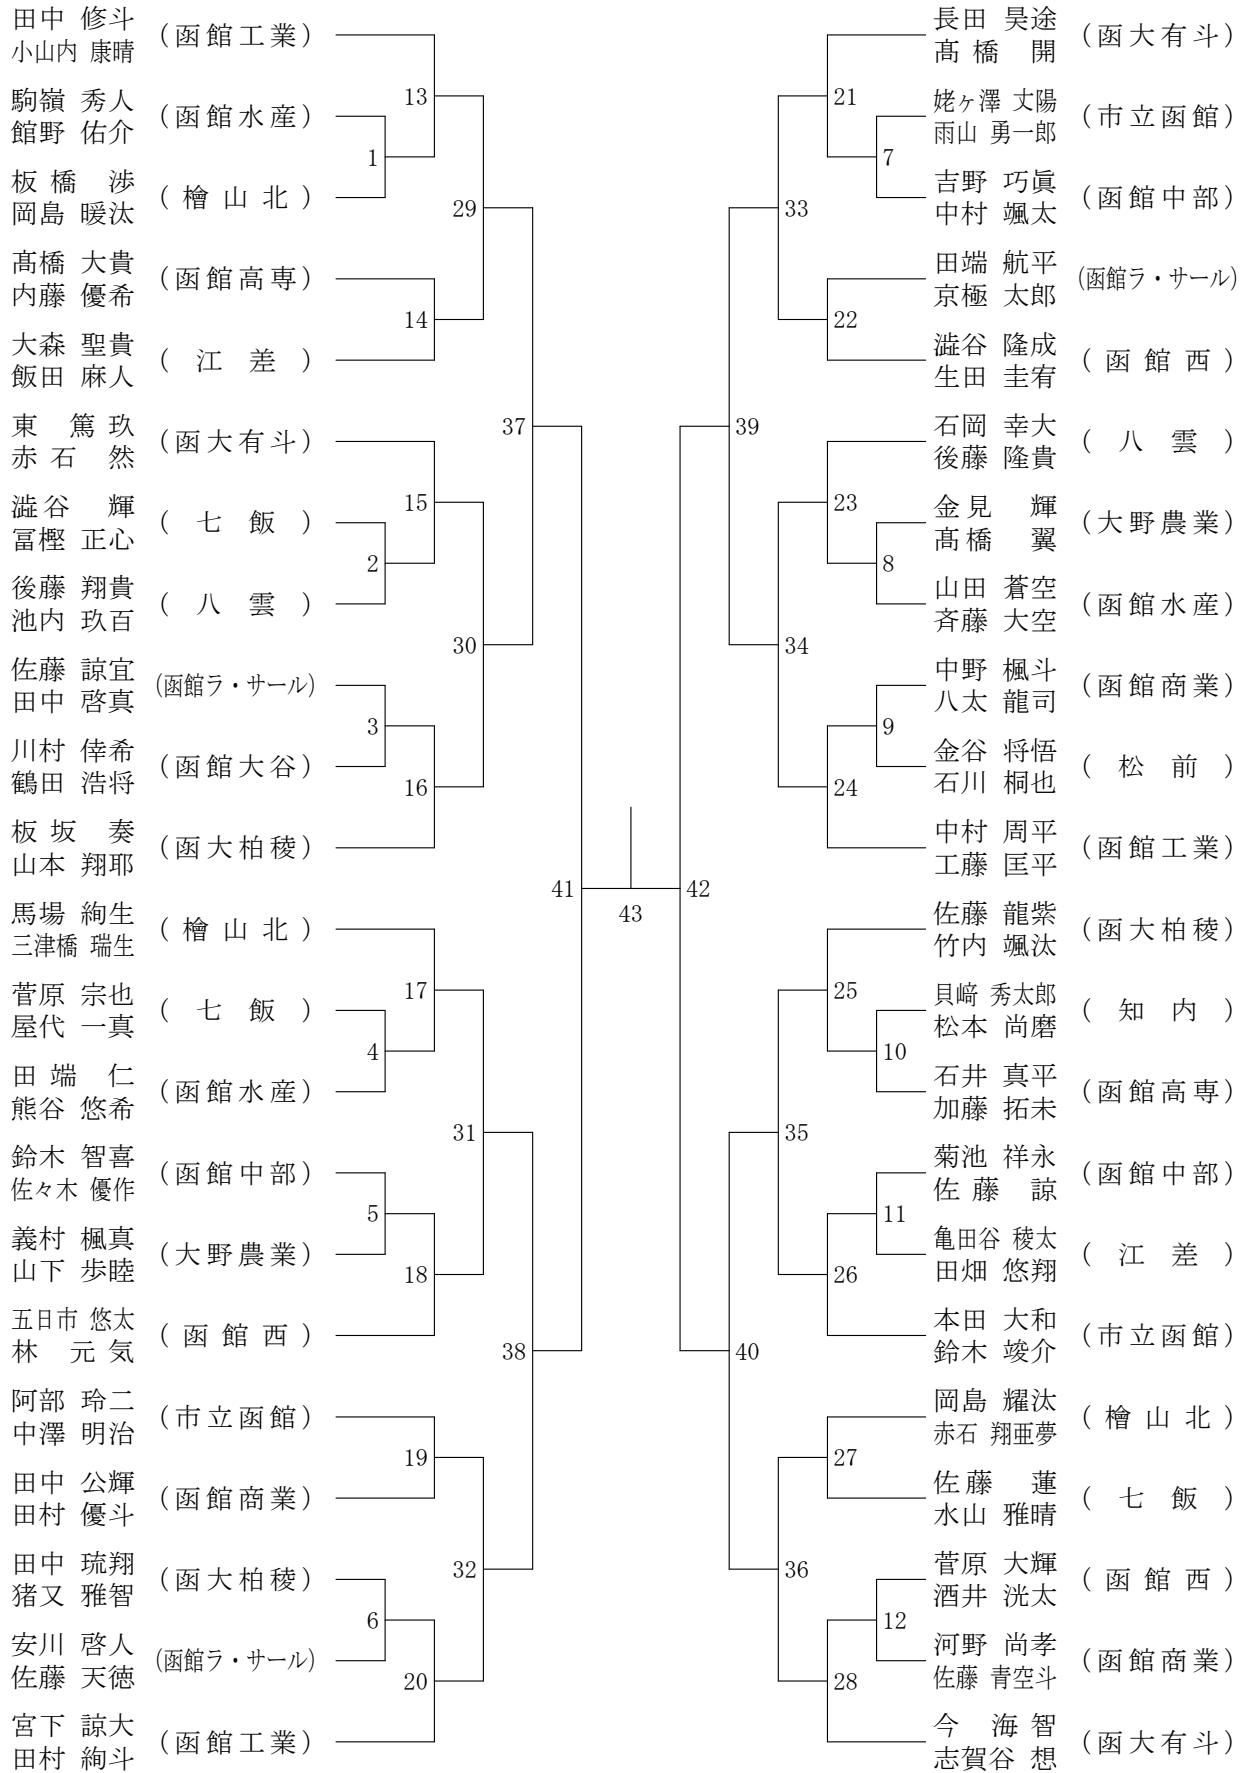 田中 修斗
小山内 康晴
(函館工業)
駒嶺 秀人
館野 佑介
(函館水産)
板橋 渉
岡島 暖汰
(檜山北)
髙橋 大貴
内藤 優希
(函館高専)
大森 聖貴
飯田 麻人
(江差)
東 篤玖
赤石 然
(函大有斗)
澁谷 輝
冨樫 正心
(七飯)
後藤 翔貴
池内 玖百
(八雲)
佐藤 諒宜
田中 啓真
(函館ラ・サール)
川村 倖希
鶴田 浩将
(函館大谷)
板坂 奏
山本 翔耶
(函大柏稜)
馬場 絢生
三津橋 瑞生
(檜山北)
菅原 宗也
屋代 一真
(七飯)
田端 仁
熊谷 悠希
(函館水産)
鈴木 智喜
佐々木 優作
(函館中部)
義村 楓真
山下 歩睦
(大野農業)
五日市 悠太
林 元気
(函館西)
阿部 玲二
中澤 明治
(市立函館)
田中 公輝
田村 優斗
(函館商業)
田中 琉翔
猪又 雅智
(函大柏稜)
安川 啓人
佐藤 天徳
(函館ラ・サール)
宮下 諒大
田村 絢斗
(函館工業)
1
2
3
4
5
6
13
14
15
16
17
18
19
20
29
30
31
32
37
38
41
43
42
39
40
33
34
35
36
21
22
23
24
25
26
27
28
7
8
9
10
11
12
長田 昊途
髙橋 開
(函大有斗)
姥ヶ澤 丈陽
雨山 勇一郎
(市立函館)
吉野 巧眞
中村 颯太
(函館中部)
田端 航平
京極 太郎
(函館ラ・サール)
澁谷 隆成
生田 圭宥
(函館西)
石岡 幸大
後藤 隆貴
(八雲)
金見 輝
髙橋 翼
(大野農業)
山田 蒼空
斉藤 大空
(函館水産)
中野 楓斗
八太 龍司
(函館商業)
金谷 将悟
石川 桐也
(松前)
中村 周平
工藤 匡平
(函館工業)
佐藤 龍紫
竹内 颯汰
(函大柏稜)
貝﨑 秀太郎
松本 尚磨
(知内)
石井 真平
加藤 拓未
(函館高専)
菊池 祥永
佐藤 諒
(函館中部)
亀田谷 稜太
田畑 悠翔
(江差)
本田 大和
鈴木 竣介
(市立函館)
岡島 耀汰
赤石 翔亜夢
(檜山北)
佐藤 蓮
水山 雅晴
(七飯)
菅原 大輝
酒井 洸太
(函館西)
河野 尚孝
佐藤 青空斗
(函館商業)
今 海智
志賀谷 想
(函大有斗)